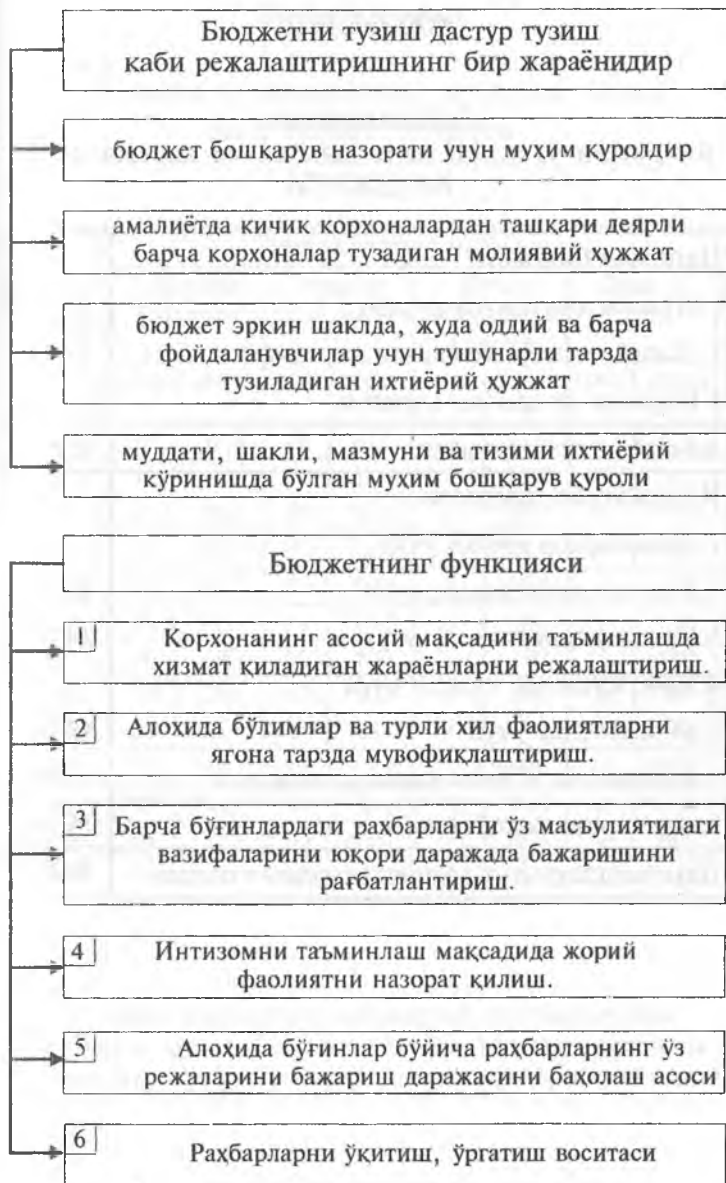 Бюджетни тузиш дастур тузиш
каби режалаштиришнинг бир жараёнидир
бюджет бошқарув назорати учун муҳим қуролдир
амалиётда кичик корхоналардан ташқари деярли
барча корхоналар тузадиган молиявий ҳужжат
бюджет эркин шаклда, жуда оддий ва барча
фойдаланувчилар учун тушунарли тарзда
тузиладиган ихтиёрий ҳужжат
муддати, шакли, мазмуни ва тизими ихтиёрий
кўринишда бўлган муҳим бошқарув қуроли
Бюджетнинг функцияси
1 Корхонанинг асосий мақсадини таъминлашда
хизмат қиладиган жараёнларни режалаштириш.
2 Алоҳида бўлимлар ва турли хил фаолиятларни
ягона тарзда мувофиқлаштириш.
3 Барча бўғинлардаги раҳбарларни ўз масъулиятидаги
вазифаларини юқори даражада бажаришини
рағбатлантириш.
4 Интизомни таъминлаш мақсадида жорий
фаолиятни назорат қилиш.
5 Алоҳида бўғинлар бўйича раҳбарларнинг ўз
режаларини бажариш даражасини баҳолаш асоси
6 Раҳбарларни ўқитиш, ўргатиш воситаси